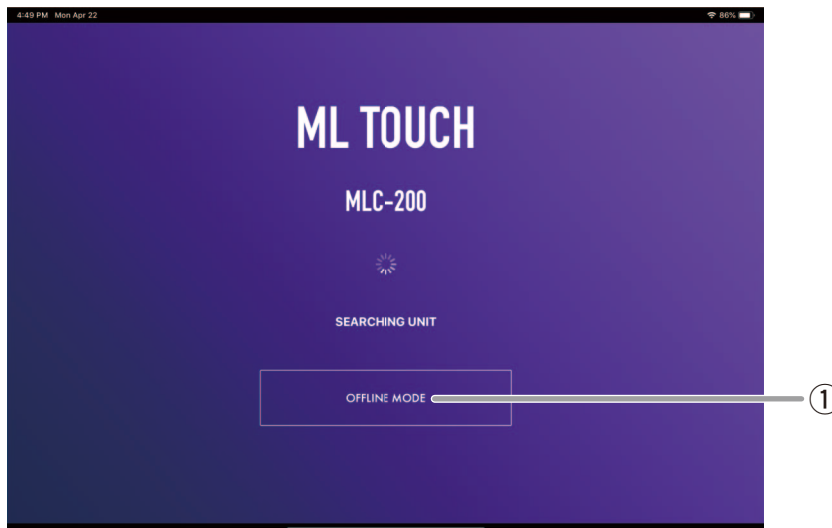 4:49 PM Mon Apr 22
86%
ML TOUCH
MLC-200
SEARCHING UNIT
OFFLINE MODE
①